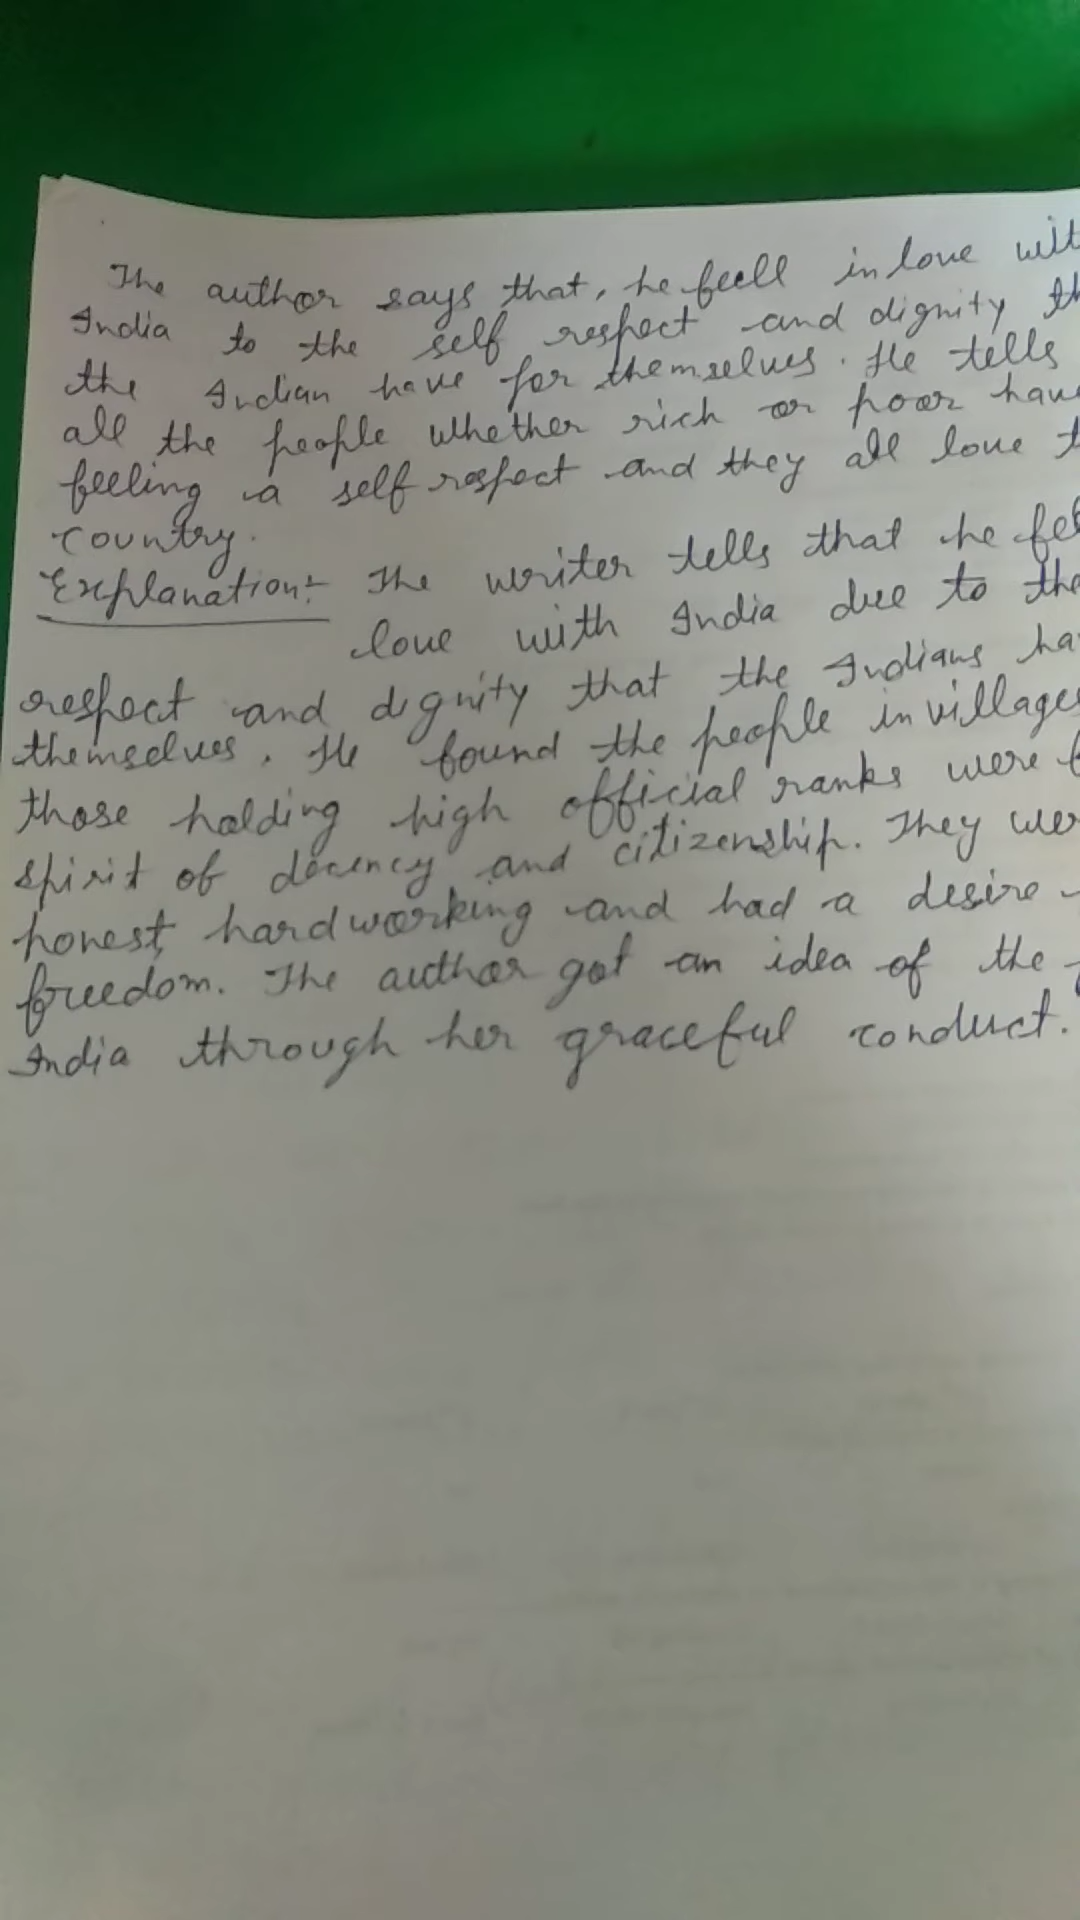 The author says that, he feell in love wit
India to the self respect and dignity th
the Indian have for themselves. He tells
all the people whether rich or poor have
feeling a self respect and they all love t
country.
Explanation:- The writer tells that he fel
love with India due to the
respect and dignity that the Indians ha
themselves. He found the people in villages
those holding high official ranks were f
spirit of decency and citizenship. They wer
honest, hardworking and had a desire
freedom. The author got an idea of the
India through her graceful conduct.